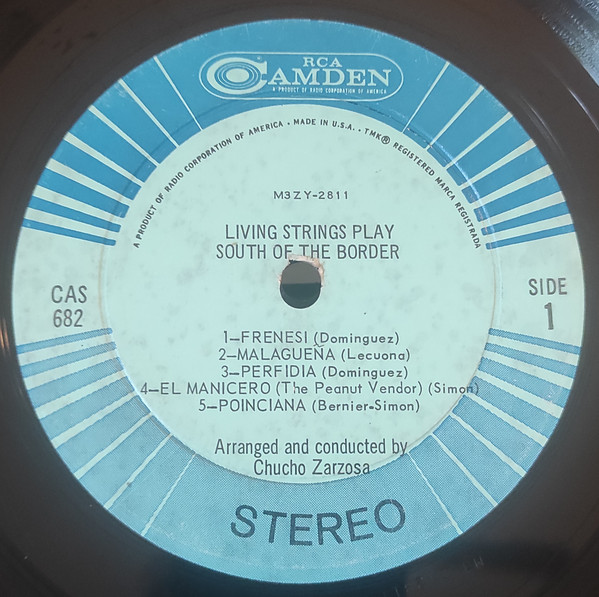 RCA
CAMDEN
A PRODUCT OF RADIO CORPORATION OF AMERICA
A PRODUCT OF RADIO CORPORATION OF AMERICA • MADE IN U.S.A. • TMK® REGISTERED MARCA REGISTRADA
M3ZY-2811
LIVING STRINGS PLAY
SOUTH OF THE BORDER
CAS
682
SIDE
1
1—FRENESI (Dominguez)
2—MALAGUEÑA (Lecuona)
3—PERFIDIA (Dominguez)
4—EL MANICERO (The Peanut Vendor) (Simon)
5—POINCIANA (Bernier-Simon)
Arranged and conducted by
Chucho Zarzosa
STEREO